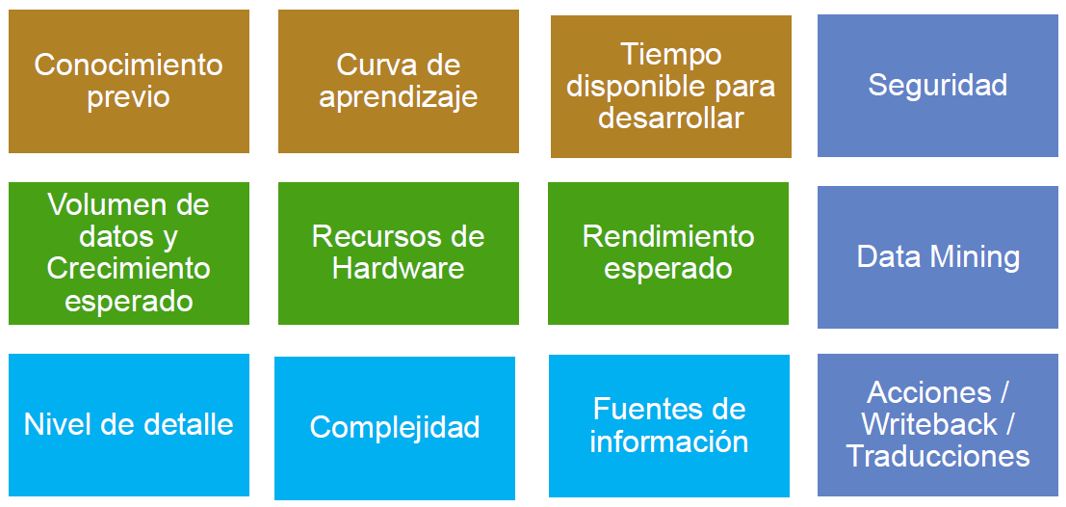 Conocimiento
previo
Curva de
aprendizaje
Tiempo
disponible para
desarrollar
Seguridad
Volumen de
datos y
Crecimiento
esperado
Recursos de
Hardware
Rendimiento
esperado
Data Mining
Nivel de detalle
Complejidad
Fuentes de
información
Acciones /
Writeback /
Traducciones